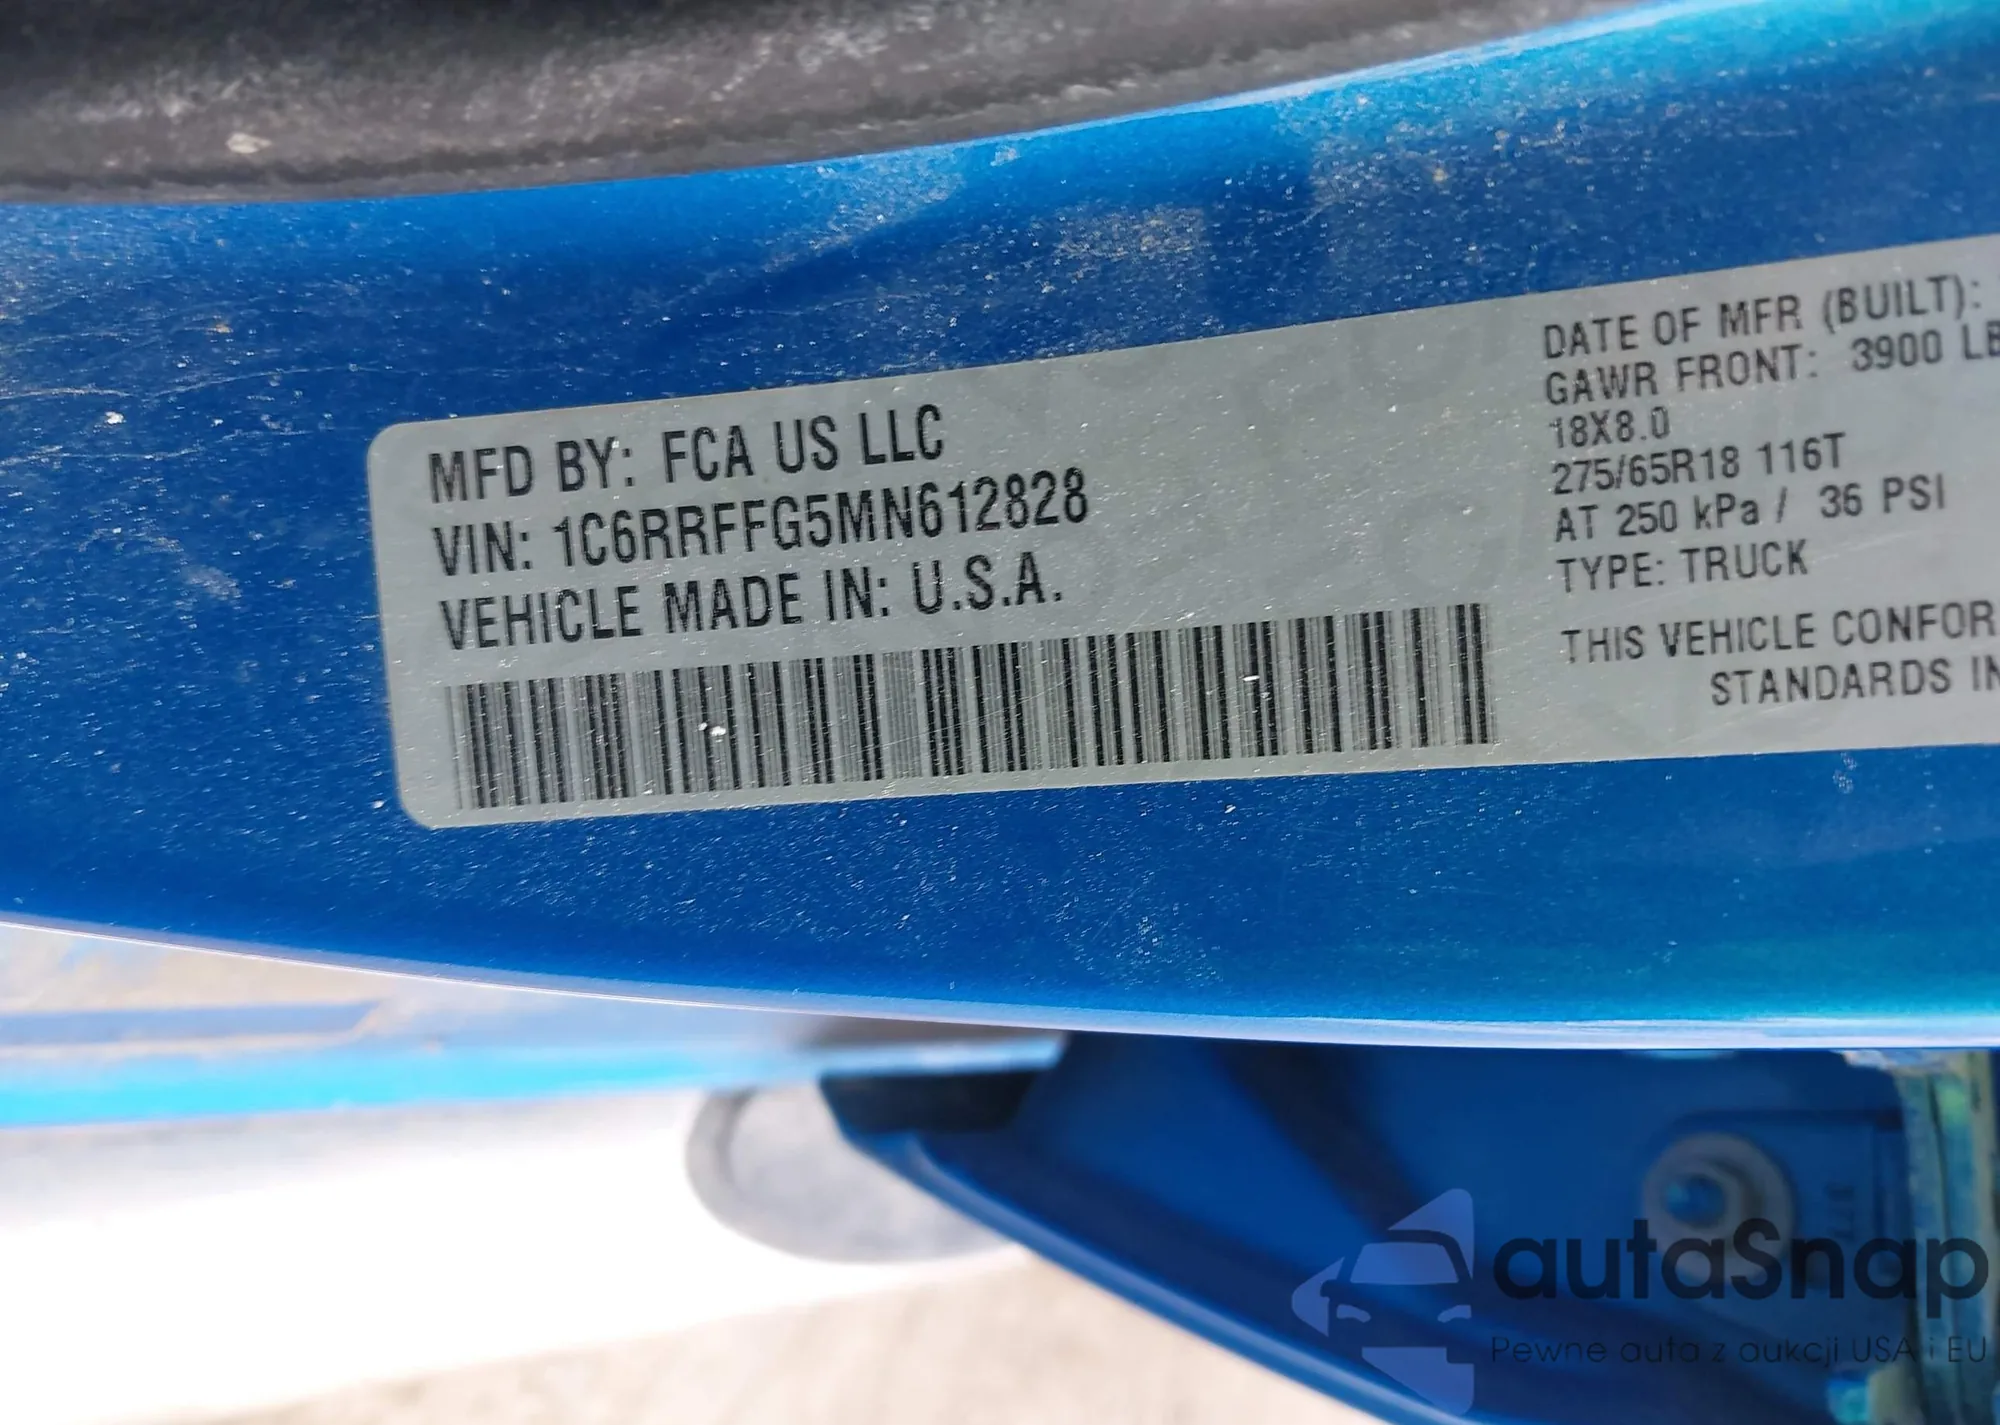 MFD BY: FCA US LLC
VIN: 1C6RRFFG5MN612828
VEHICLE MADE IN: U.S.A.
DATE OF MFR (BUILT):
GAWR FRONT: 3900 LB
18X8.0
275/65R18 116T
AT 250 kPa / 36 PSI
TYPE: TRUCK
THIS VEHICLE CONFOR
STANDARDS IN
autaSnap
Pewne auta z aukcji USA i EU